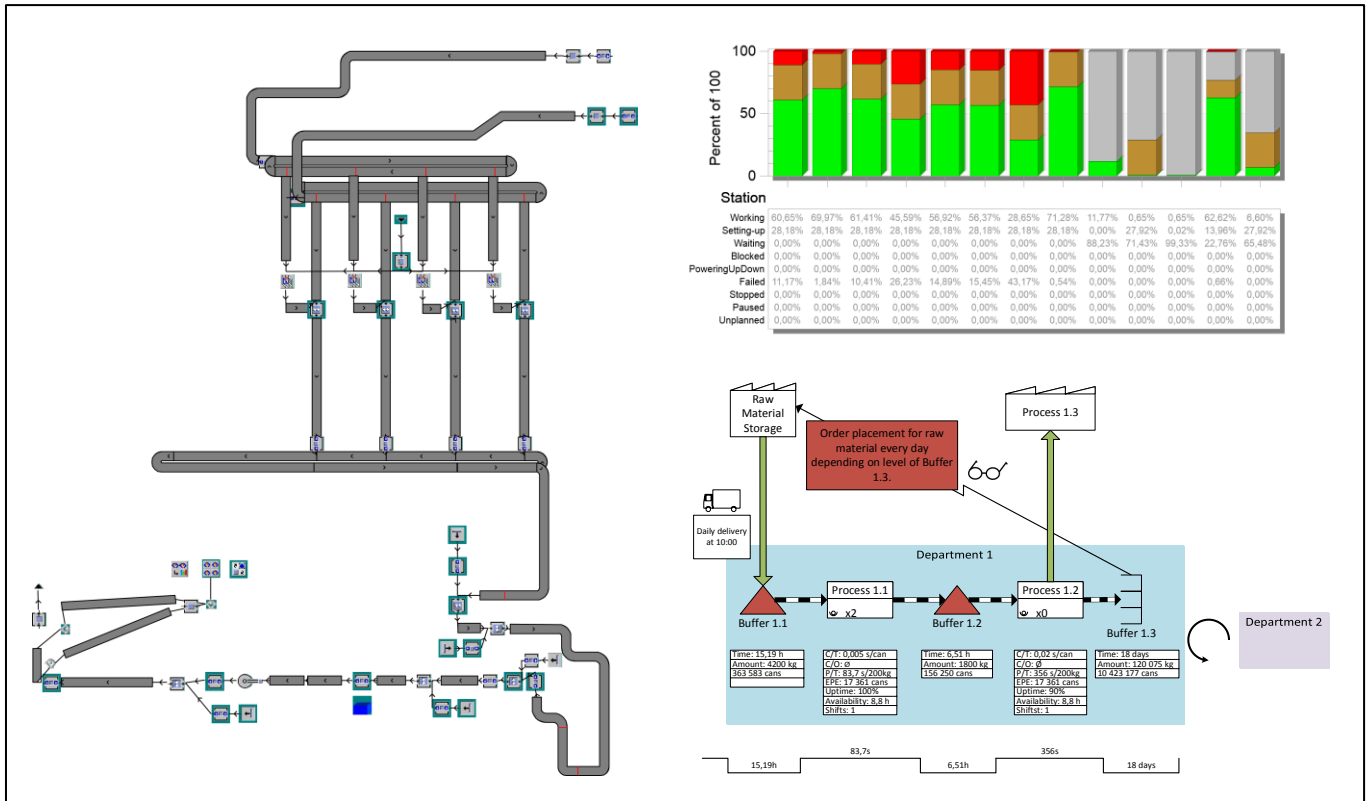 100
50
0
Percent of 100
Station
Working 60,65% 69,97% 61,41% 45,59% 56,92% 56,37% 28,65% 71,28% 11,77% 0,65% 0,65% 62,62% 6,60%
Setting-up 28,18% 28,18% 28,18% 28,18% 28,18% 28,18% 28,18% 28,18% 0,00% 27,92% 0,02% 13,96% 27,92%
Waiting 0,00% 0,00% 0,00% 0,00% 0,00% 0,00% 0,00% 0,00% 88,23% 71,43% 99,33% 22,76% 65,48%
Blocked 0,00% 0,00% 0,00% 0,00% 0,00% 0,00% 0,00% 0,00% 0,00% 0,00% 0,00% 0,00% 0,00%
PoweringUpDown 0,00% 0,00% 0,00% 0,00% 0,00% 0,00% 0,00% 0,00% 0,00% 0,00% 0,00% 0,00% 0,00%
Failed 11,17% 1,84% 10,41% 26,23% 14,89% 15,45% 43,17% 0,54% 0,00% 0,00% 0,00% 0,66% 0,00%
Stopped 0,00% 0,00% 0,00% 0,00% 0,00% 0,00% 0,00% 0,00% 0,00% 0,00% 0,00% 0,00% 0,00%
Paused 0,00% 0,00% 0,00% 0,00% 0,00% 0,00% 0,00% 0,00% 0,00% 0,00% 0,00% 0,00% 0,00%
Unplanned 0,00% 0,00% 0,00% 0,00% 0,00% 0,00% 0,00% 0,00% 0,00% 0,00% 0,00% 0,00% 0,00%
Raw
Material
Storage
Order placement for raw
material every day
depending on level of Buffer
1.3.
Process 1.3
Daily delivery
at 10:00
Department 1
Buffer 1.1
Process 1.1
x2
Buffer 1.2
Process 1.2
x0
Buffer 1.3
Department 2
Time: 15,19 h
Amount: 4200 kg
363 583 cans
C/T: 0,005 s/can
C/O: Ø
P/T: 83,7 s/200kg
EPE: 17 361 cans
Uptime: 100%
Availability: 8,8 h
Shifts: 1
Time: 6,51 h
Amount: 1800 kg
156 250 cans
C/T: 0,02 s/can
C/O: Ø
P/T: 356 s/200kg
EPE: 17 361 cans
Uptime: 90%
Availability: 8,8 h
Shiftst: 1
Time: 18 days
Amount: 120 075 kg
10 423 177 cans
15,19h
83,7s
6,51h
356s
18 days